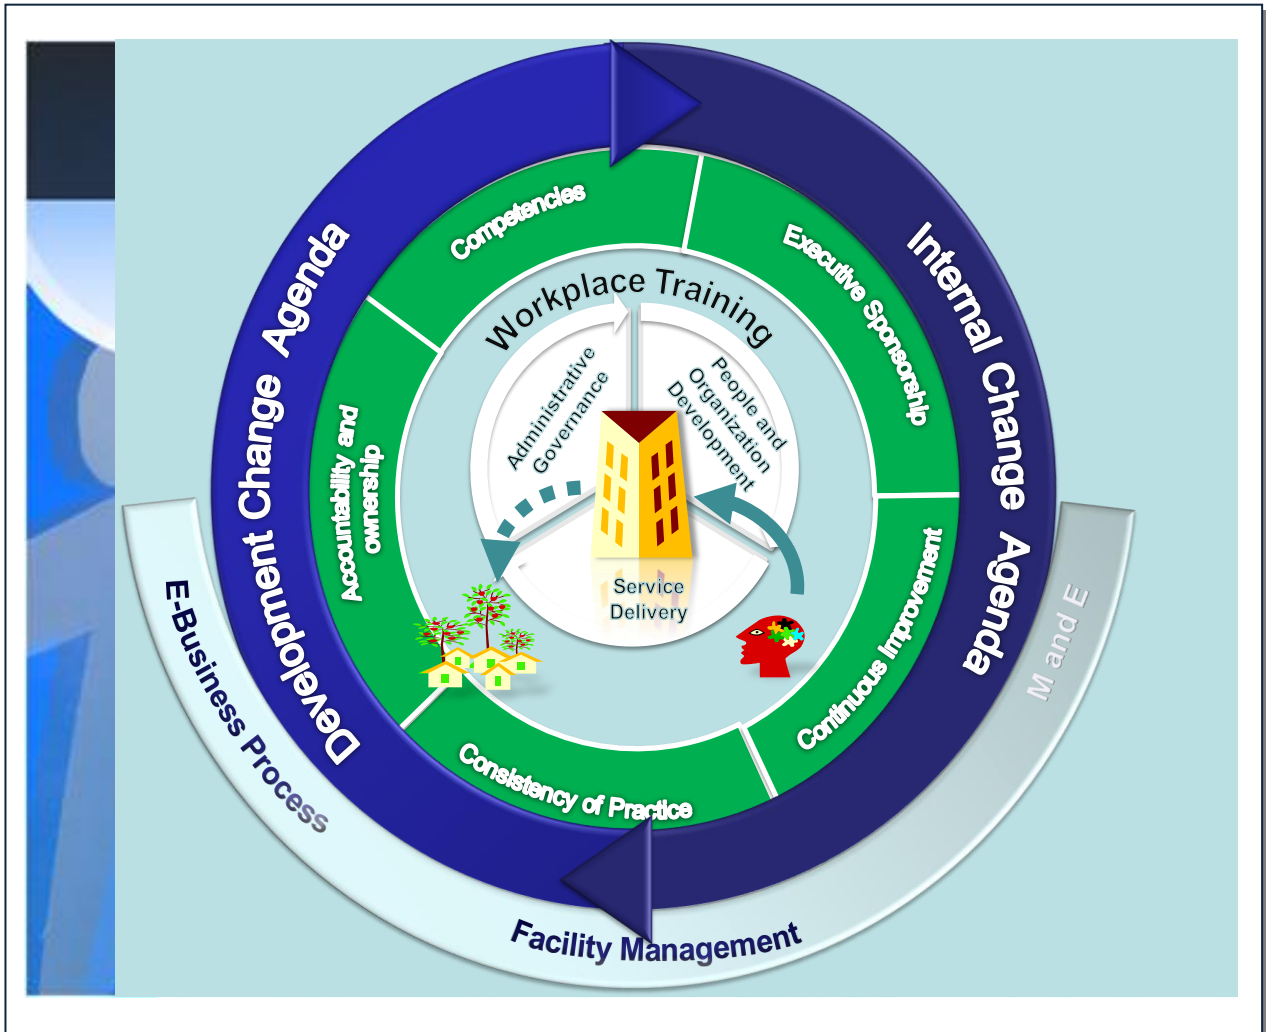 Development Change Agenda
Internal Change Agenda
Competencies
Executive Sponsorship
Accountability and
ownership
Continuous Improvement
Consistency of Practice
Workplace Training
Administrative
Governance
People and
Organization
Development
Service
Delivery
E-Business Process
Facility Management
M and E